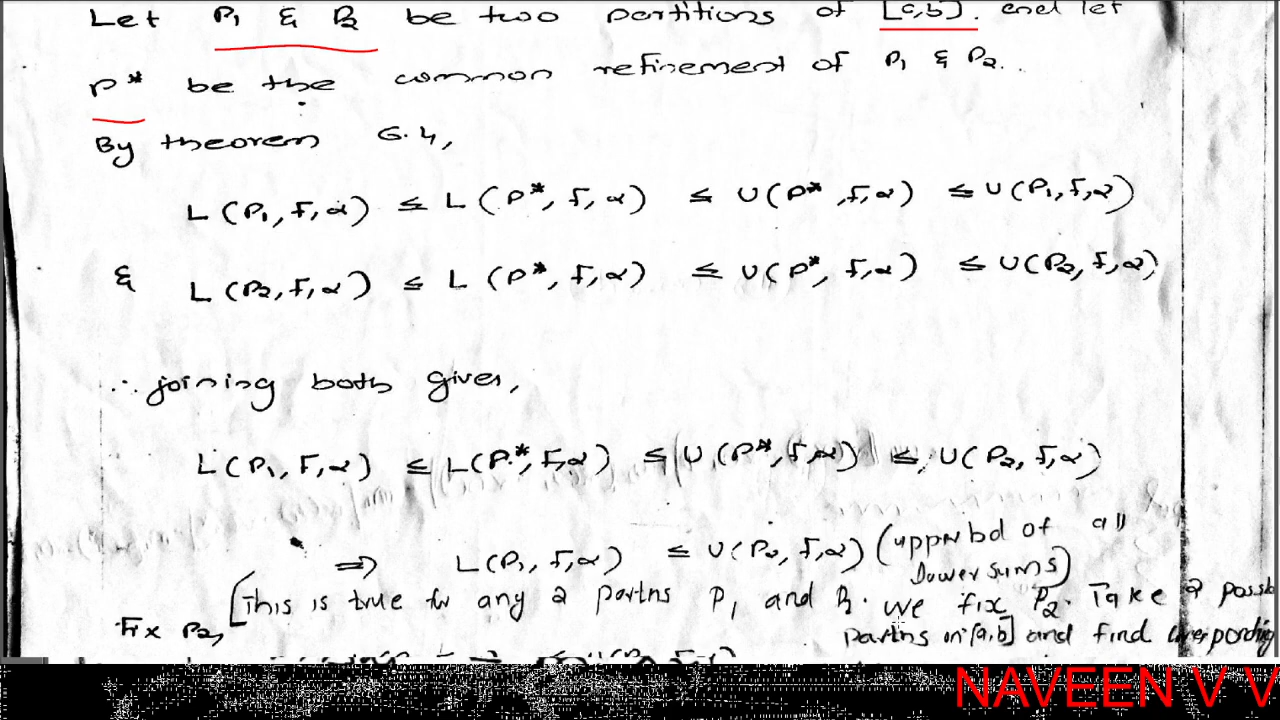 Let P1 & P2 be two partitions of [a,b]. and let
P* be the common refinement of P1 & P2.
By theorem 6.4,
L(P1, f, α) ≤ L(P*, f, α) ≤ U(P*, f, α) ≤ U(P1, f, α)
& L(P2, f, α) ≤ L(P*, f, α) ≤ U(P*, f, α) ≤ U(P2, f, α)
∴ joining both gives,
L(P1, f, α) ≤ L(P*, f, α) ≤ U(P*, f, α) ≤ U(P2, f, α)
⇒ L(P1, f, α) ≤ U(P2, f, α) (upper bd of all
lower sums)
[This is true for any 2 partns P1 and P2. We fix P2. Take 2 possb
Fix P2, partns on [a,b] and find
NAVEEN V V